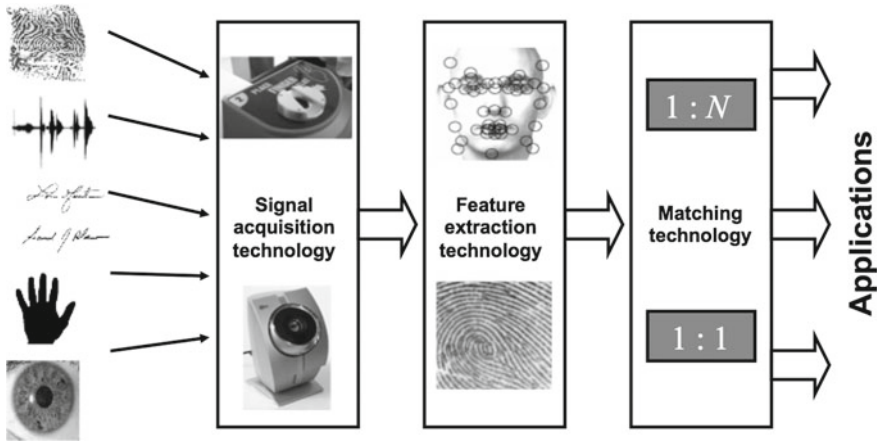 Signal
acquisition
technology
Feature
extraction
technology
1 : N
Matching
technology
1 : 1
Applications